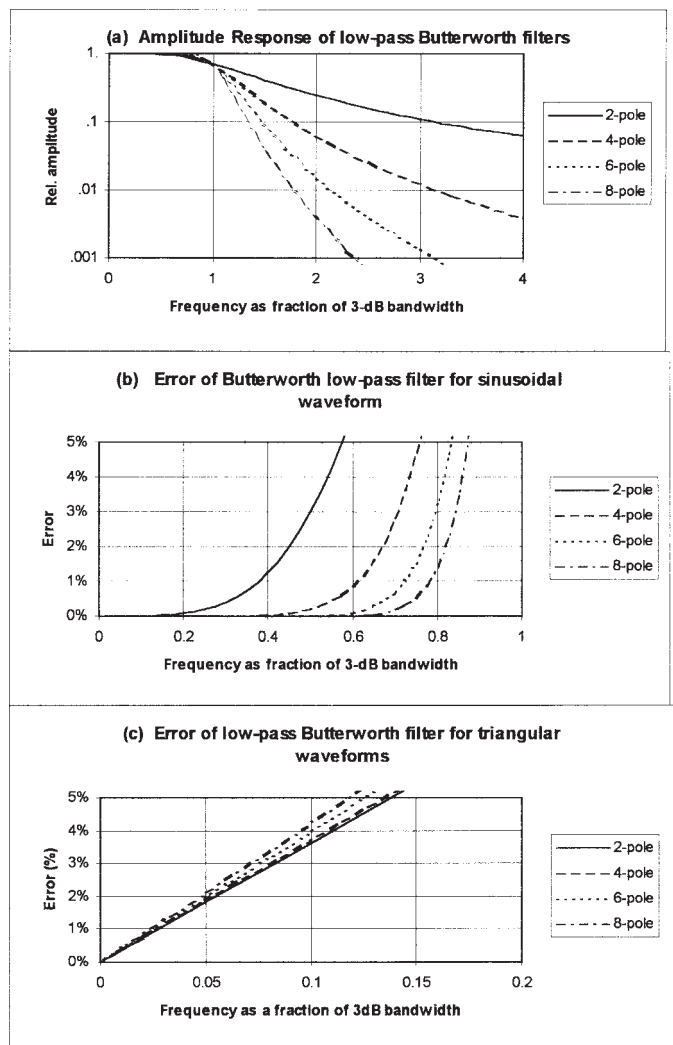 (a) Amplitude Response of low-pass Butterworth filters
1.
.1
.01
.001
Rel. amplitude
0 1 2 3 4
Frequency as fraction of 3-dB bandwidth
2-pole
4-pole
6-pole
8-pole
(b) Error of Butterworth low-pass filter for sinusoidal
waveform
5%
4%
3%
2%
1%
0%
Error
0 0.2 0.4 0.6 0.8 1
Frequency as fraction of 3-dB bandwidth
2-pole
4-pole
6-pole
8-pole
(c) Error of low-pass Butterworth filter for triangular
waveforms
5%
4%
3%
2%
1%
0%
Error (%)
0 0.05 0.1 0.15 0.2
Frequency as a fraction of 3dB bandwidth
2-pole
4-pole
6-pole
8-pole